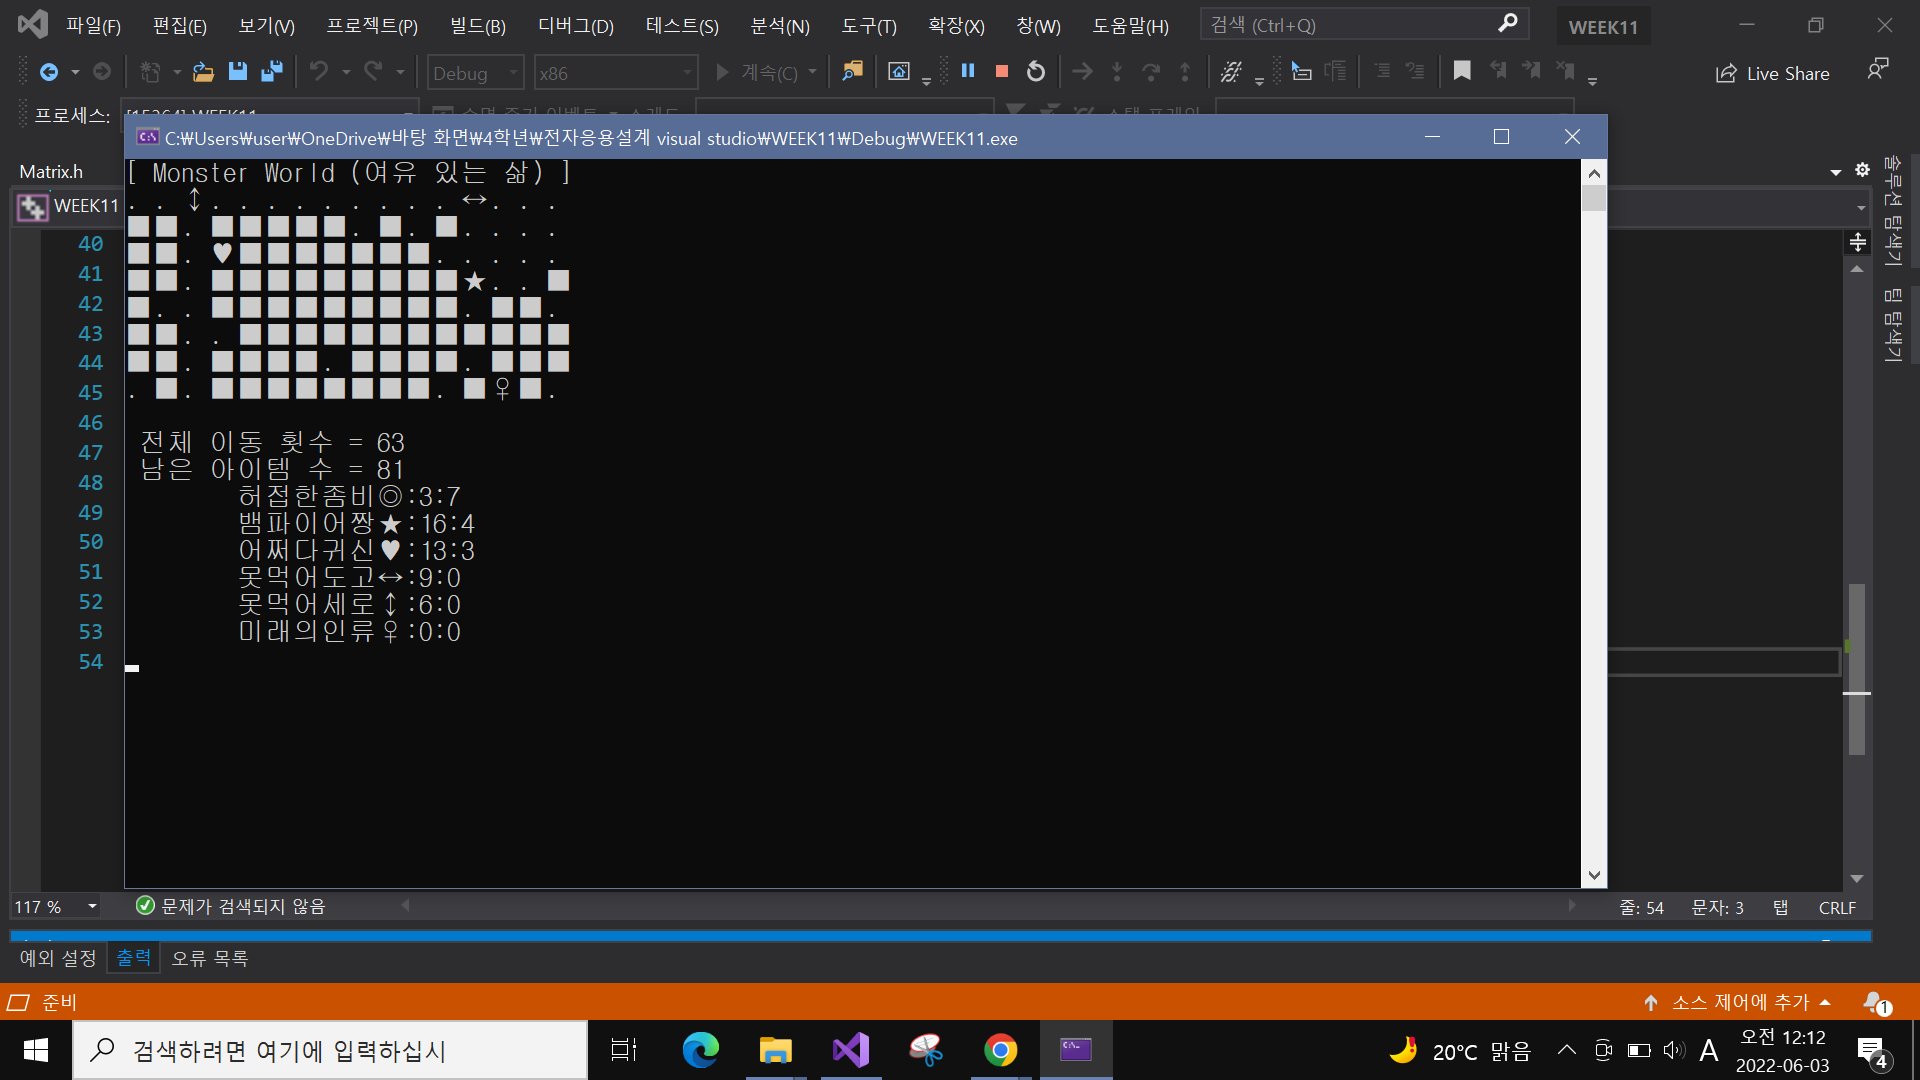 파일(F) 편집(E) 보기(V) 프로젝트(P) 빌드(B) 디버그(D) 테스트(S) 분석(N) 도구(T) 확장(X) 창(W) 도움말(H) 검색 (Ctrl+Q) WEEK11
Debug x86 계속(C) Live Share
프로세스:
C:₩Users₩user₩OneDrive₩바탕 화면₩4학년₩전자응용설계 visual studio₩WEEK11₩Debug₩WEEK11.exe
Matrix.h
WEEK11
솔루션 탐색기
팀 탐색기
[ Monster World (여유 있는 삶) ]
. . ↕ . . . . . . . . . ↔ . . .
■■. ■■■■■. ■. ■. . . .
■■. ♥■■■■■■■. . . . .
■■. ■■■■■■■■■★. . ■
■. . ■■■■■■■■■. ■■.
■■. . ■■■■■■■■■■■■
■■. ■■■■. ■■■■. ■■■
. ■. ■■■■■■■■. ■♀■.
전체 이동 횟수 = 63
남은 아이템 수 = 81
허접한좀비◎:3:7
뱀파이어짱★:16:4
어쩌다귀신♥:13:3
못먹어도고↔:9:0
못먹어세로↕:6:0
미래의인류♀:0:0
40
41
42
43
44
45
46
47
48
49
50
51
52
53
54
117 % 문제가 검색되지 않음 줄: 54 문자: 3 탭 CRLF
예외 설정 출력 오류 목록
준비 소스 제어에 추가 1
검색하려면 여기에 입력하십시 20℃ 맑음 A 오전 12:12
2022-06-03 4